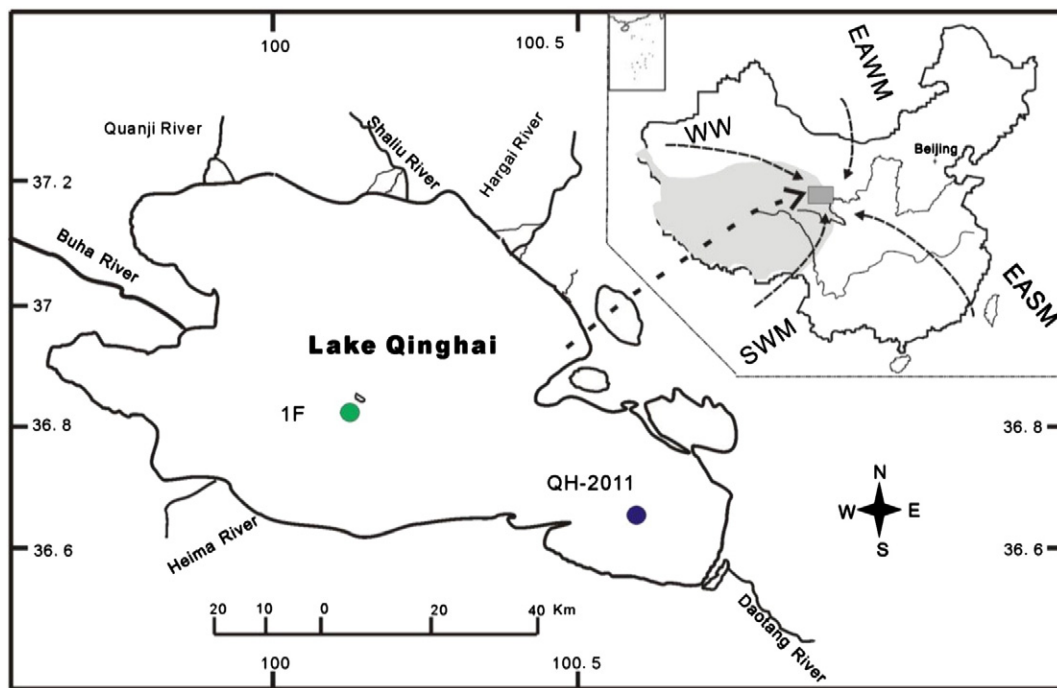 100
100. 5
EAWM
WW
Beijing
Quanji River
Shaliu River
Hargai River
37.2
Buha River
37
37
EASM
SWM
Lake Qinghai
1F
36.8
36.8
QH-2011
N
W
E
S
Heima River
36.6
36.6
Daotang River
20
10
0
20
40
Km
100
100. 5